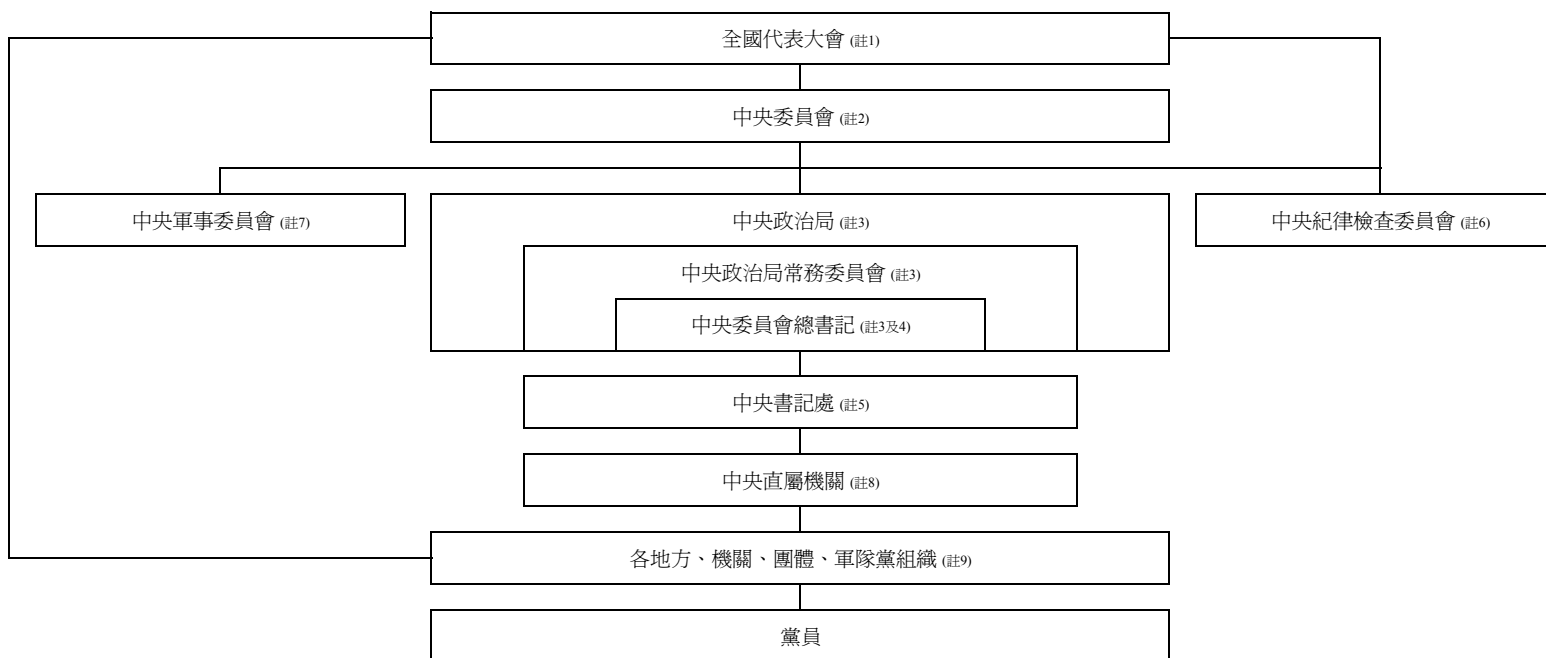 全國代表大會 (註1)
中央委員會 (註2)
中央軍事委員會 (註7)
中央政治局 (註3)
中央紀律檢查委員會 (註6)
中央政治局常務委員會 (註3)
中央委員會總書記 (註3及4)
中央書記處 (註5)
中央直屬機關 (註8)
各地方、機關、團體、軍隊黨組織 (註9)
黨員